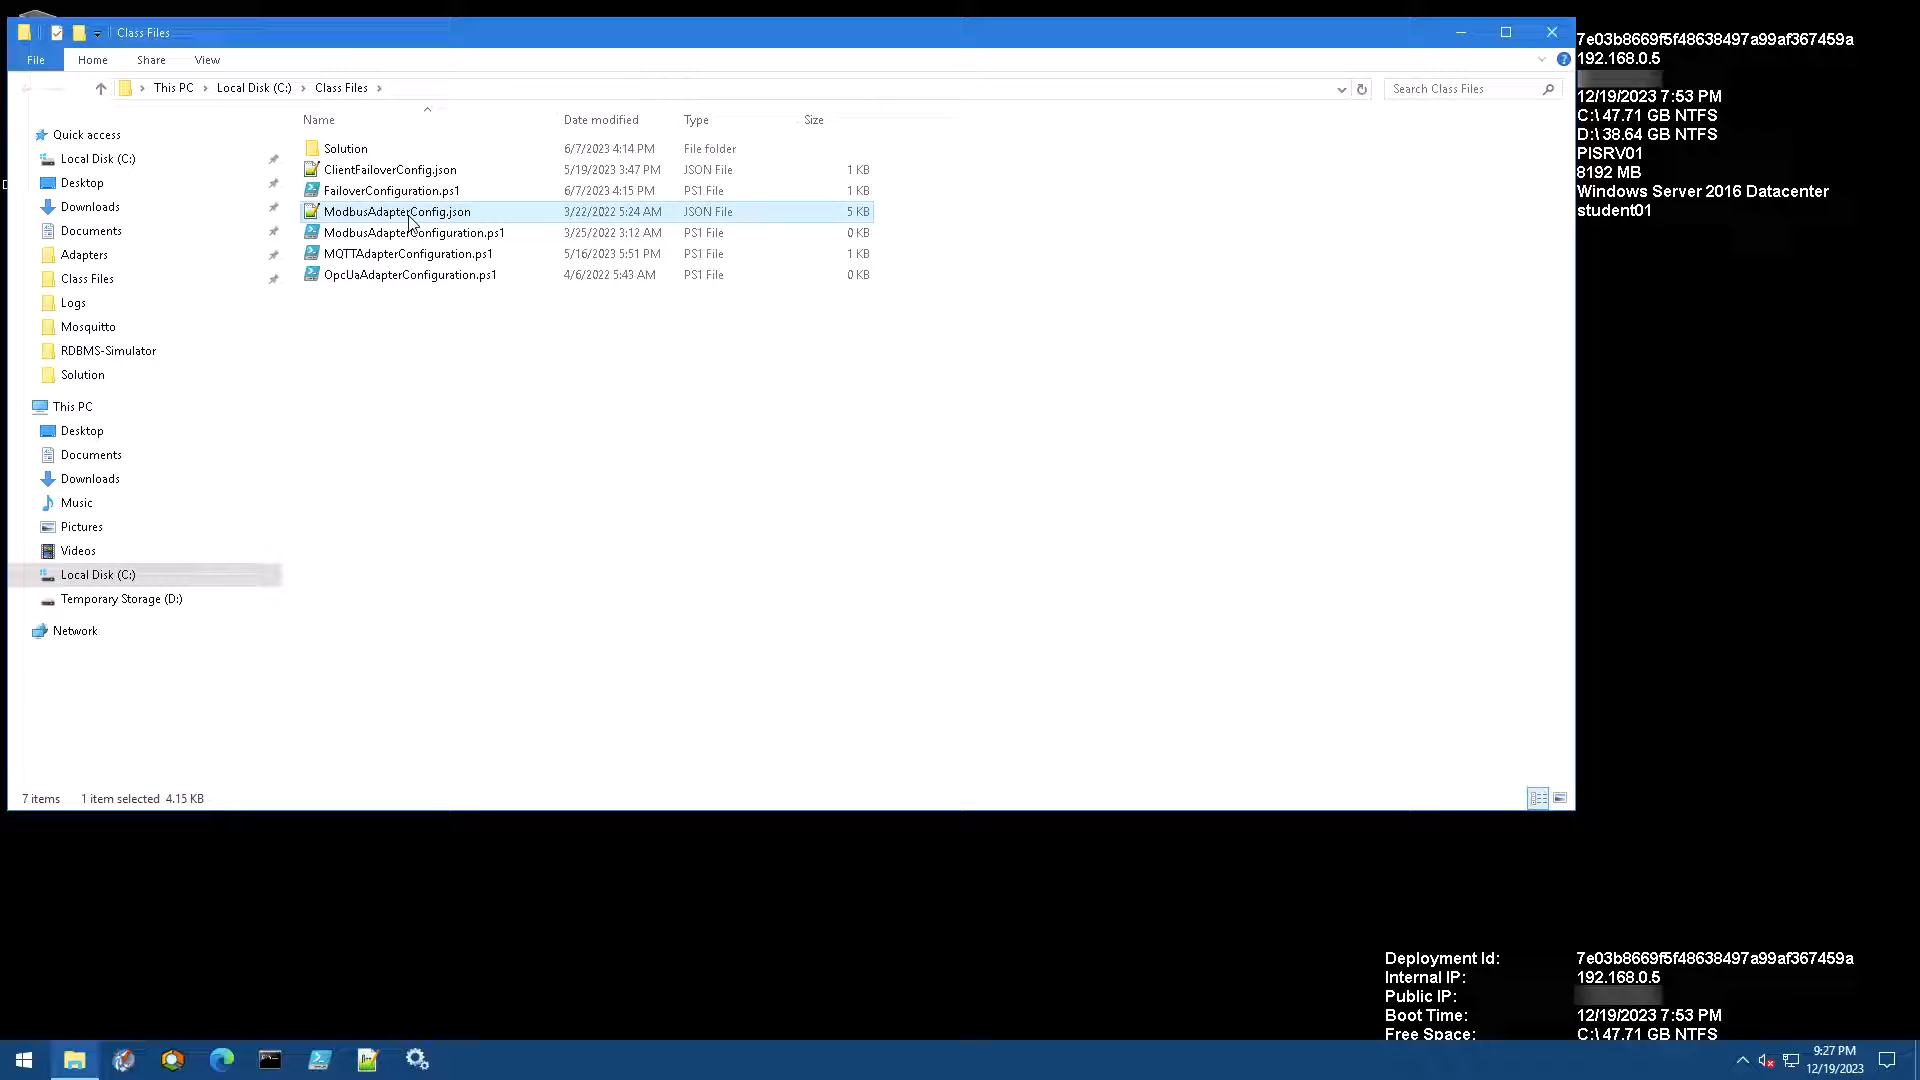 Class Files
File Home Share View
This PC Local Disk (C:) Class Files
Search Class Files
Name Date modified Type Size
Solution 6/7/2023 4:14 PM File folder
ClientFailoverConfig.json 5/19/2023 3:47 PM JSON File 1 KB
FailoverConfiguration.ps1 6/7/2023 4:15 PM PS1 File 1 KB
ModbusAdapterConfig.json 3/22/2022 5:24 AM JSON File 5 KB
ModbusAdapterConfiguration.ps1 3/25/2022 3:12 AM PS1 File 0 KB
MQTTAdapterConfiguration.ps1 5/16/2023 5:51 PM PS1 File 1 KB
OpcUaAdapterConfiguration.ps1 4/6/2022 5:43 AM PS1 File 0 KB
Quick access
Local Disk (C:)
Desktop
Downloads
Documents
Adapters
Class Files
Logs
Mosquitto
RDBMS-Simulator
Solution
This PC
Desktop
Documents
Downloads
Music
Pictures
Videos
Local Disk (C:)
Temporary Storage (D:)
Network
7 items 1 item selected 4.15 KB
7e03b8669f5f48638497a99af367459a
192.168.0.5
12/19/2023 7:53 PM
C:\ 47.71 GB NTFS
D:\ 38.64 GB NTFS
PISRV01
8192 MB
Windows Server 2016 Datacenter
student01
Deployment Id: 7e03b8669f5f48638497a99af367459a
Internal IP: 192.168.0.5
Public IP:
Boot Time: 12/19/2023 7:53 PM
Free Space: C:\ 47.71 GB NTFS
9:27 PM
12/19/2023